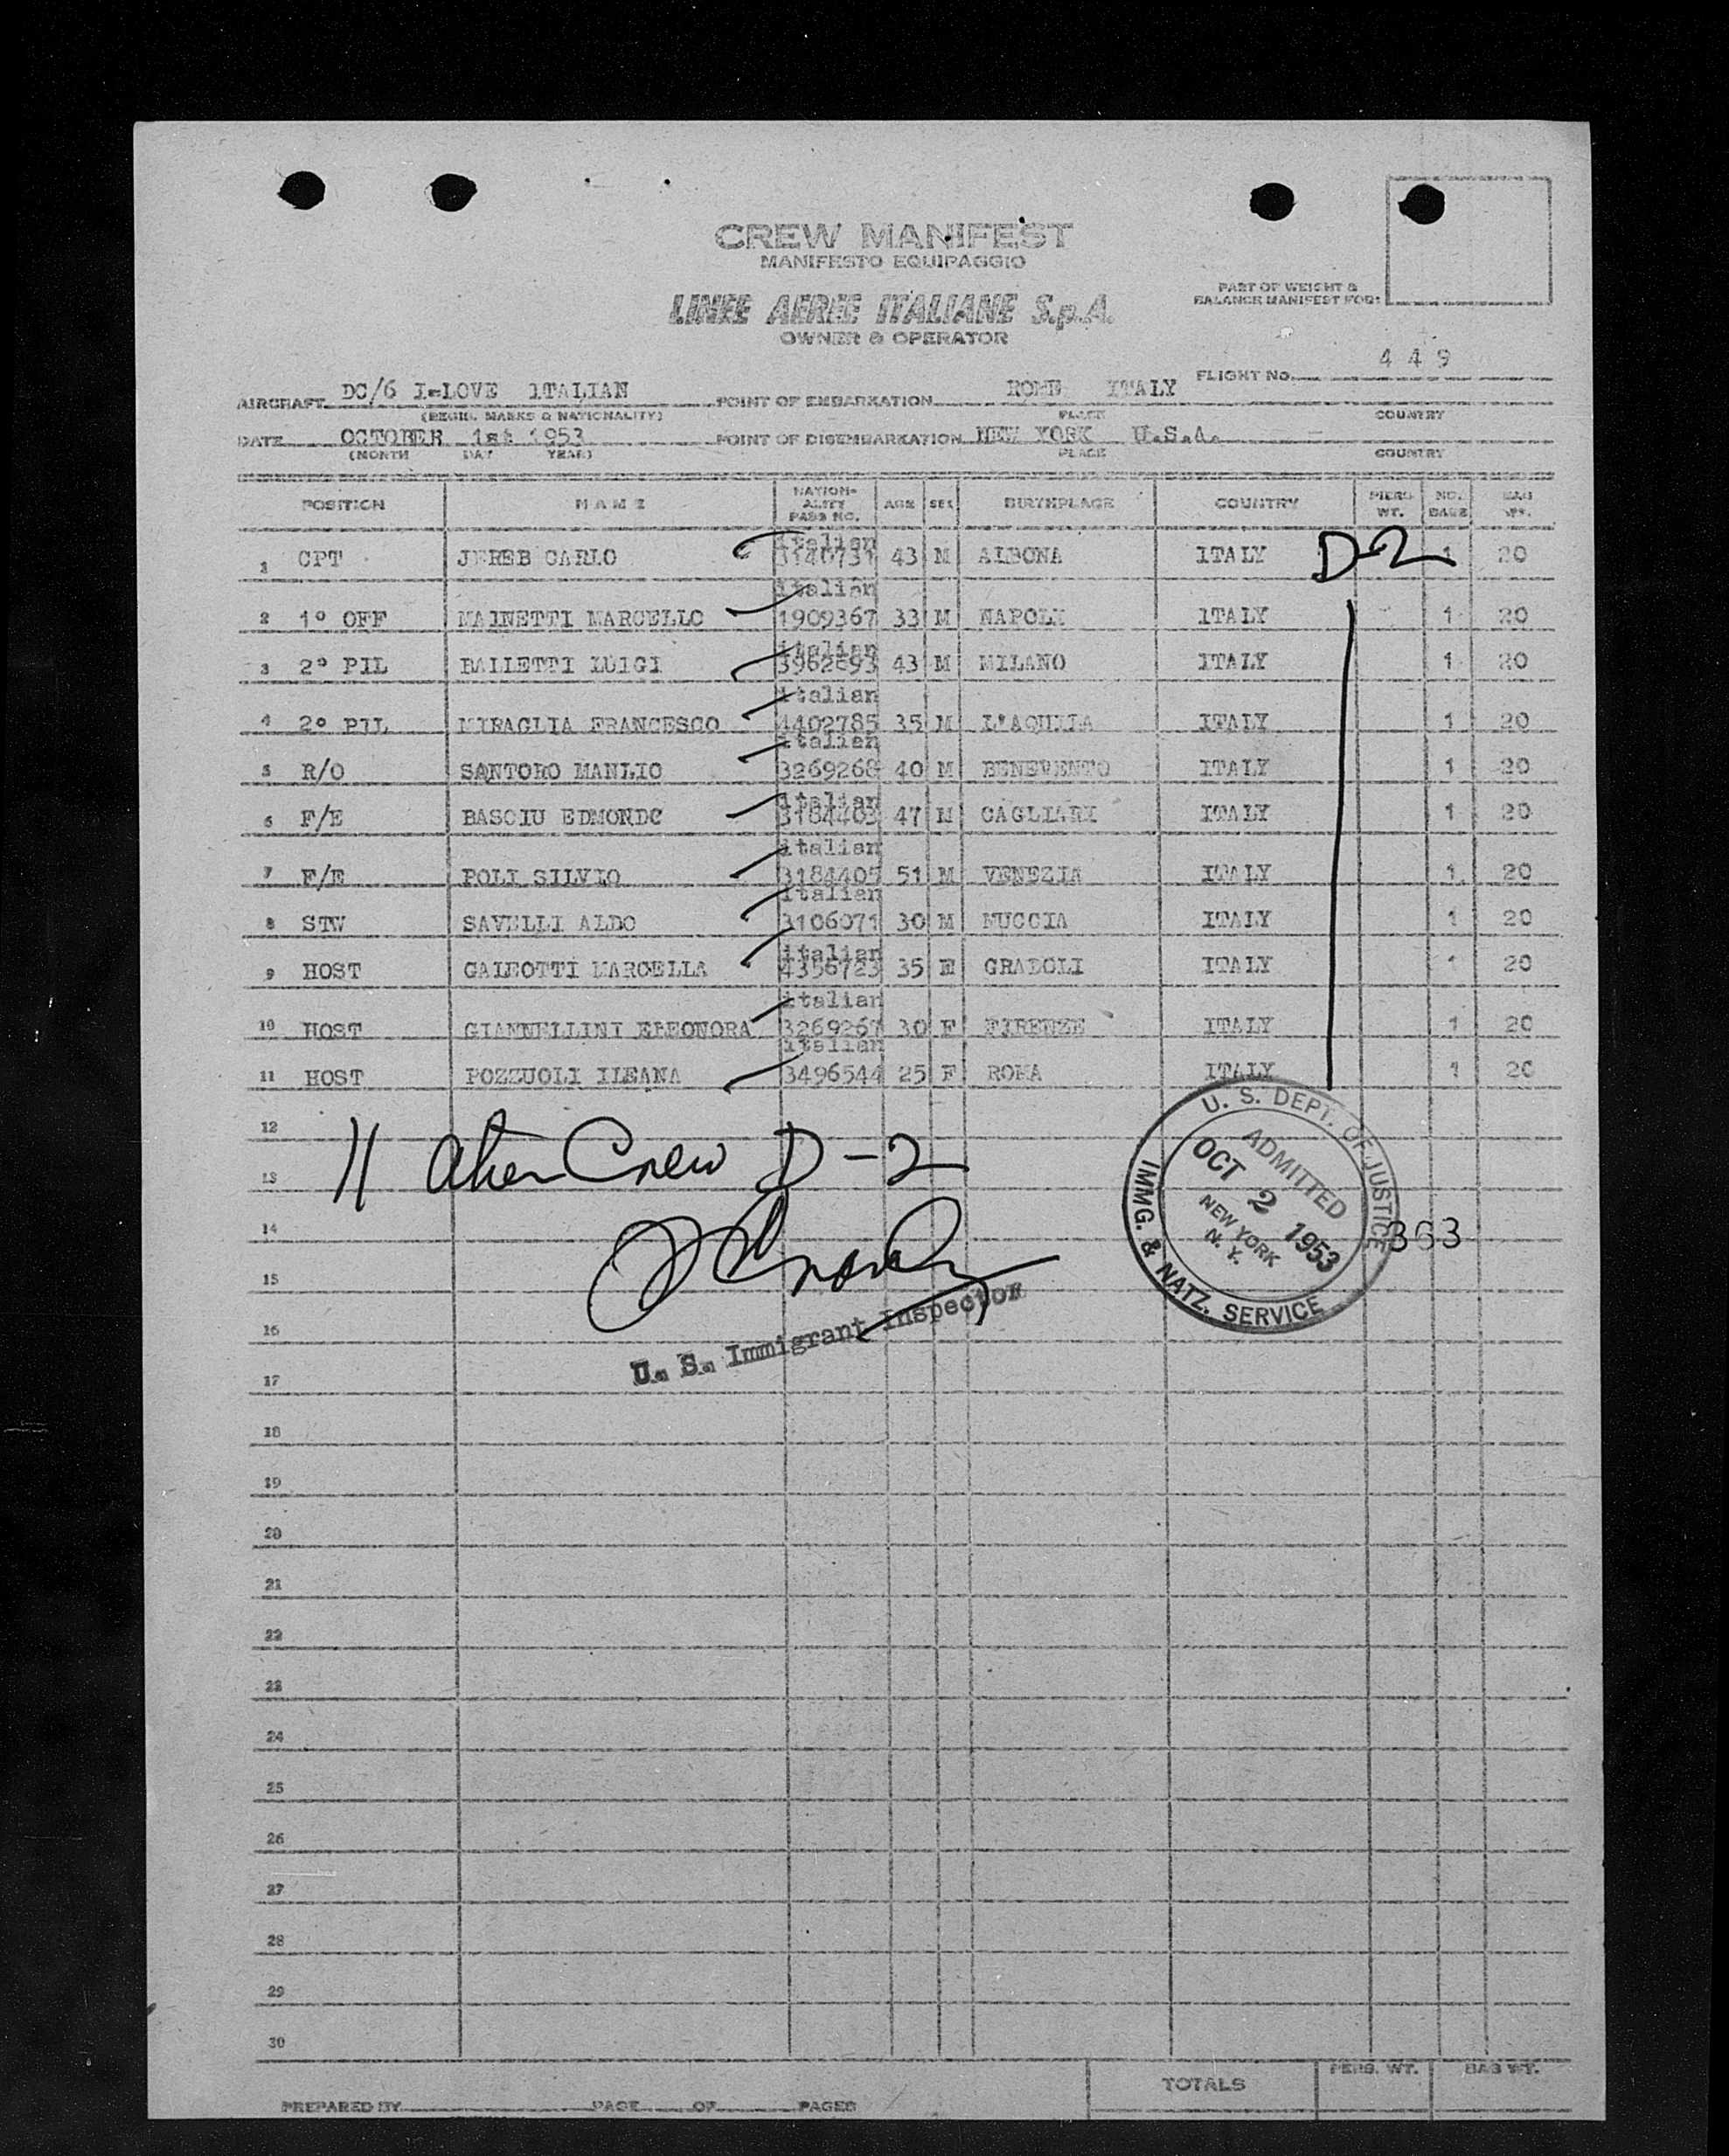 CREW MANIFEST
MANIFESTO EQUIPAGGIO
LINEE AEREE ITALIANE S.p.A.
OWNER & OPERATOR
PART OF WEIGHT &
BALANCE MANIFEST FOR:
FLIGHT No. 4 4 9
AIRCRAFT DC/6 I-LOVE ITALIAN POINT OF EMBARKATION ROME ITALY
(REGIS. MARKS & NATIONALITY) PLACE COUNTRY
DATE OCTOBER 1st 1953 POINT OF DISEMBARKATION NEW YORK U.S.A.
(MONTH DAY YEAR) PLACE COUNTRY
POSITION NAME NATION-ALITY PASS NO. AGE SEX BIRTHPLACE COUNTRY WT. NO. BAGS BAG WT.
1 CPT JEREB CARLO italian 3140731 43 M ALBONA ITALY D-2 1 20
2 1° OFF MAINETTI MARCELLO italian 1909367 33 M NAPOLI ITALY 1 20
3 2° PIL BALLETTI LUIGI italian 43 M MILANO ITALY 1 20
4 2° PIL MIRAGLIA FRANCESCO italian 4402785 35 M L'AQUILA ITALY 1 20
5 R/O SANTORO MANLIO italian 3269268 40 M BENEVENTO ITALY 1 20
6 F/E BASCIU EDMONDO italian 3184403 47 M CAGLIARI ITALY 1 20
7 F/E POLI SILVIO italian 3184405 51 M VENEZIA ITALY 1 20
8 STW SAVELLI ALDO italian 3106071 30 M MUCCIA ITALY 1 20
9 HOST GALEOTTI MARCELLA italian 4356723 35 F GRADOLI ITALY 1 20
10 HOST GIANNELLINI ELEONORA italian 3269267 30 F FIRENZE ITALY 1 20
11 HOST POZZUOLI ILEANA italian 3496544 25 F ROMA ITALY 1 20
12
13 11 alien Crew D-2
14
15
16
U. S. Immigrant Inspector
U. S. DEPT. OF JUSTICE
ADMITTED
OCT 2 1953
NEW YORK
N. Y.
IMMG. & NATZ. SERVICE
363
17
18
19
20
21
22
23
24
25
26
27
28
29
30
TOTALS PERS. WT. BAG WT.
PREPARED BY PAGE OF PAGES